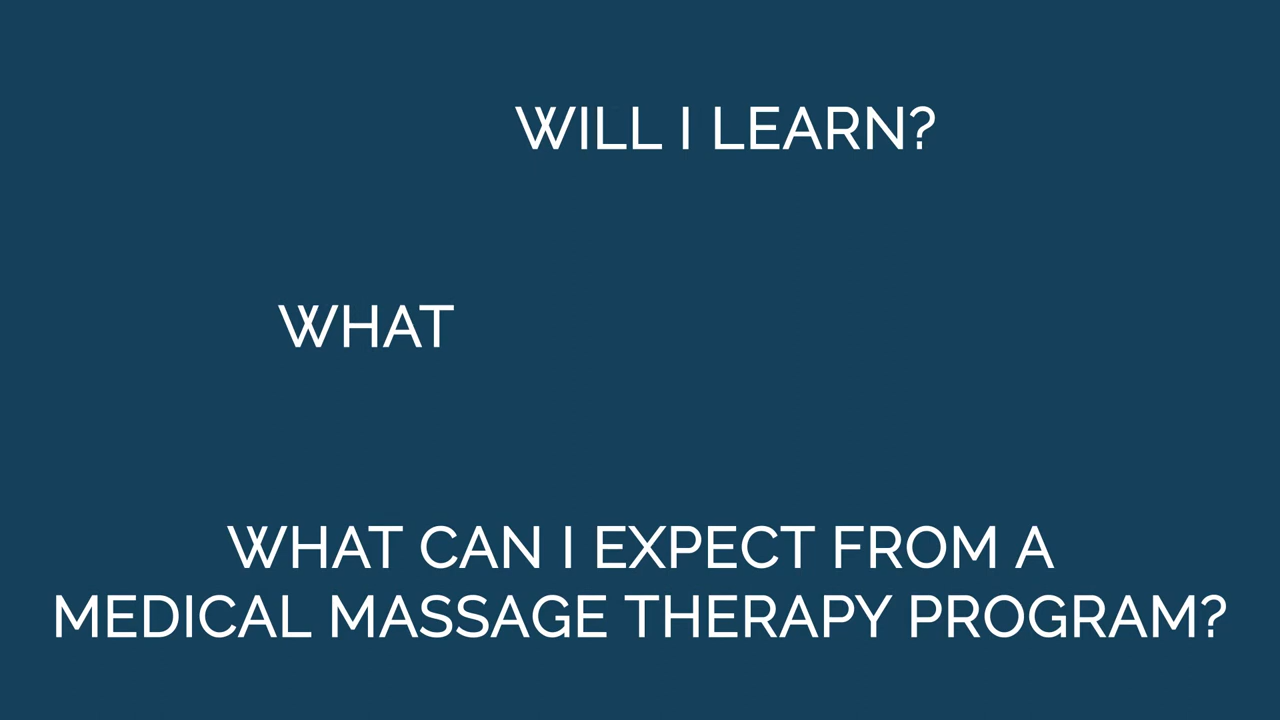 WILL I LEARN?
WHAT
WHAT CAN I EXPECT FROM A
MEDICAL MASSAGE THERAPY PROGRAM?